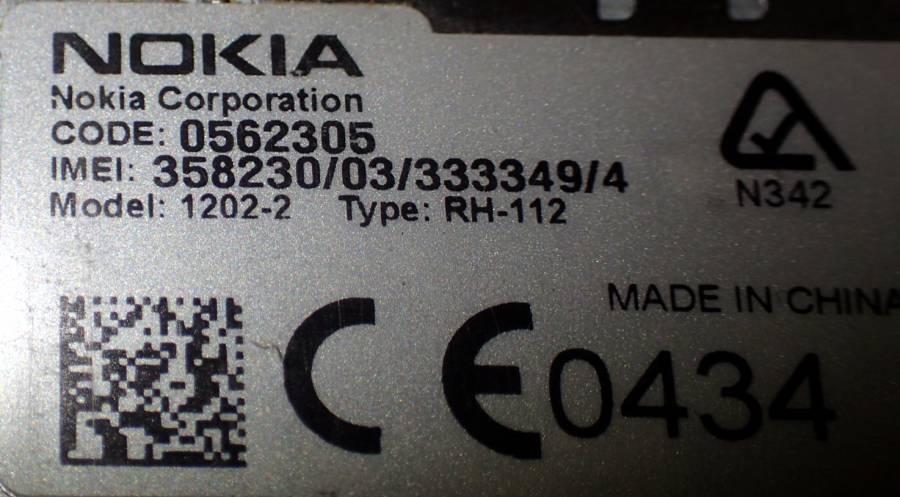 NOKIA
Nokia Corporation
CODE: 0562305
IMEI: 358230/03/333349/4
Model: 1202-2 Type: RH-112
N342
MADE IN CHINA
CE0434